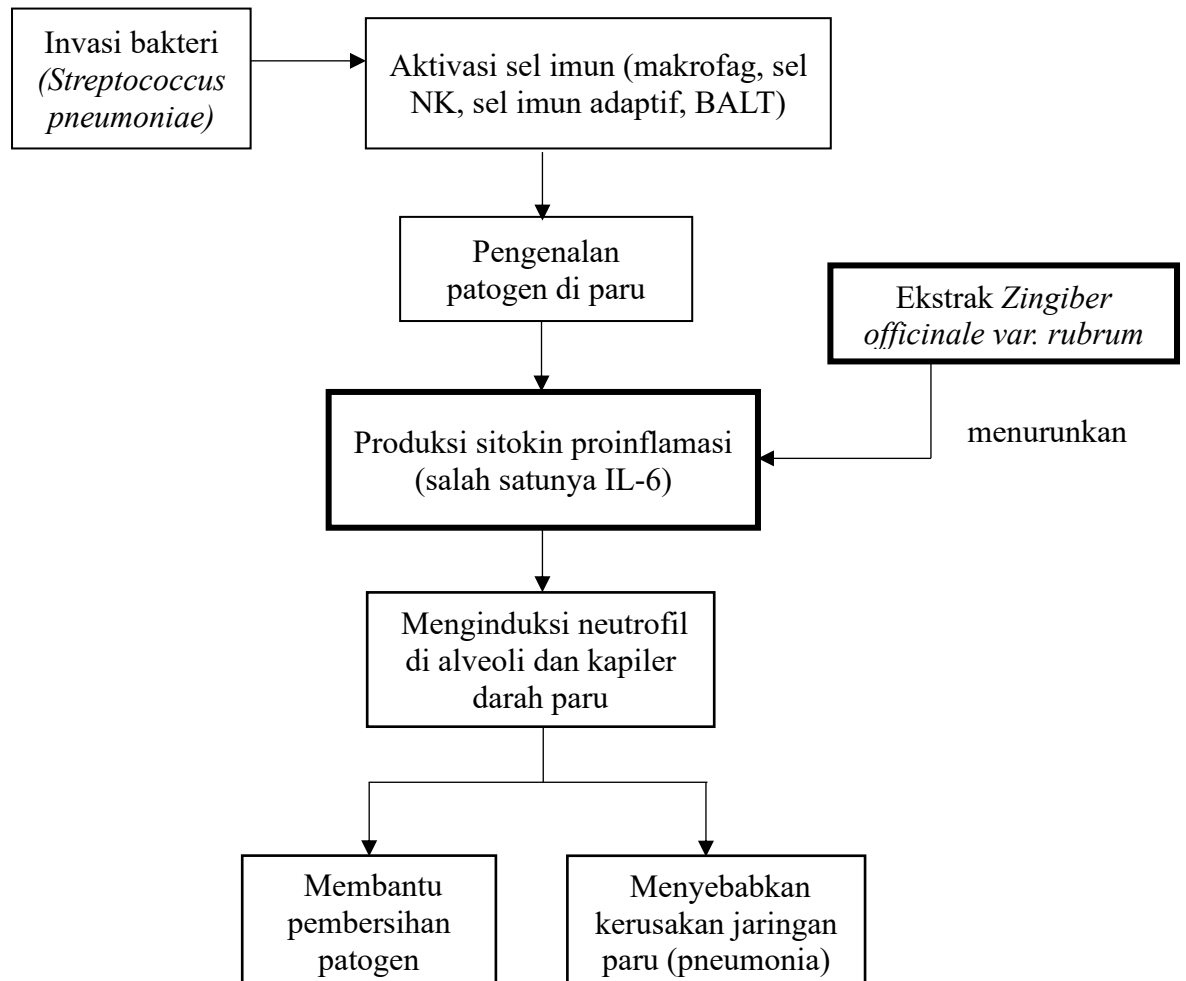 Invasi bakteri
(Streptococcus
pneumoniae)
Aktivasi sel imun (makrofag, sel
NK, sel imun adaptif, BALT)
Pengenalan
patogen di paru
Ekstrak Zingiber
officinale var. rubrum
menurunkan
Produksi sitokin proinflamasi
(salah satunya IL-6)
Menginduksi neutrofil
di alveoli dan kapiler
darah paru
Membantu
pembersihan
patogen
Menyebabkan
kerusakan jaringan
paru (pneumonia)